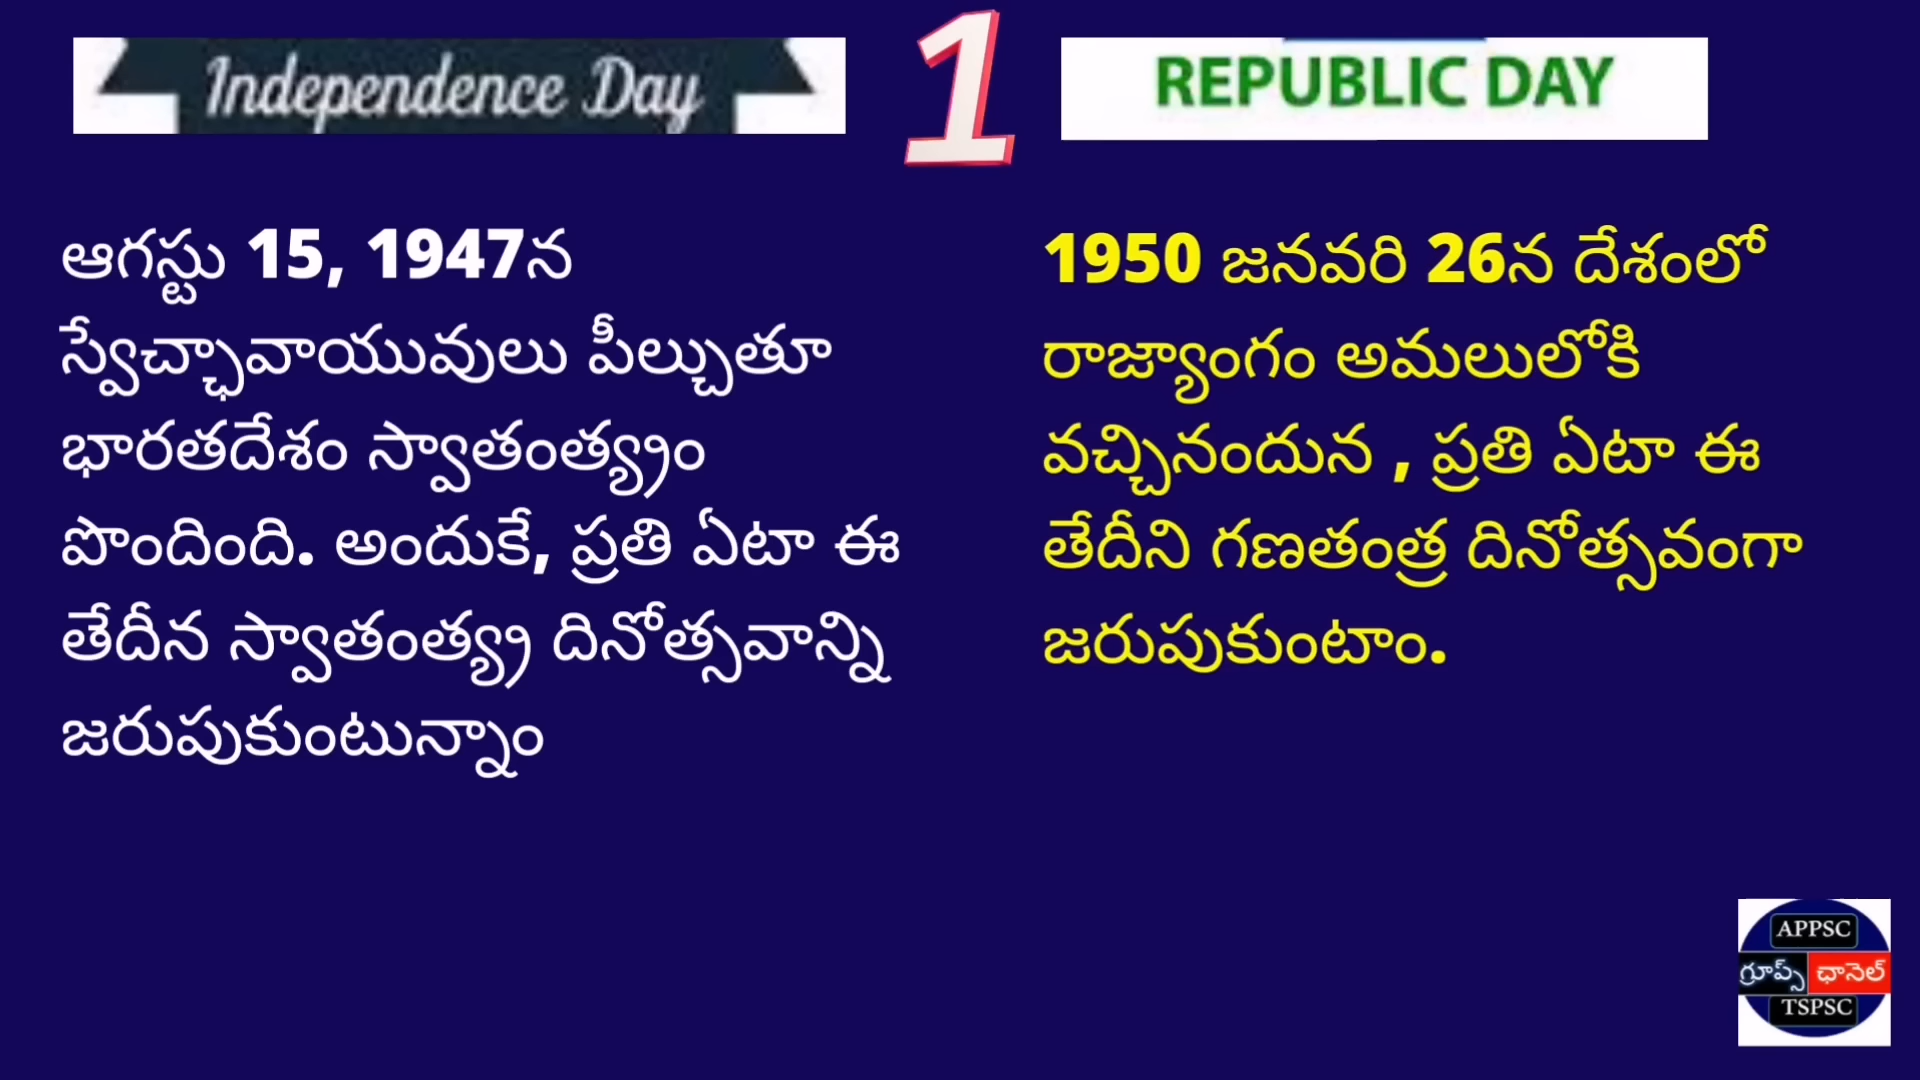 Independence Day
1
REPUBLIC DAY
ఆగస్టు 15, 1947న
స్వేచ్ఛావాయువులు పీల్చుతూ
భారతదేశం స్వాతంత్య్రం
పొందింది. అందుకే, ప్రతి ఏటా ఈ
తేదీన స్వాతంత్య్ర దినోత్సవాన్ని
జరుపుకుంటున్నాం
1950 జనవరి 26న దేశంలో
రాజ్యాంగం అమలులోకి
వచ్చినందున , ప్రతి ఏటా ఈ
తేదీని గణతంత్ర దినోత్సవంగా
జరుపుకుంటాం.
APPSC
గ్రూప్స్ ఛానెల్
TSPSC